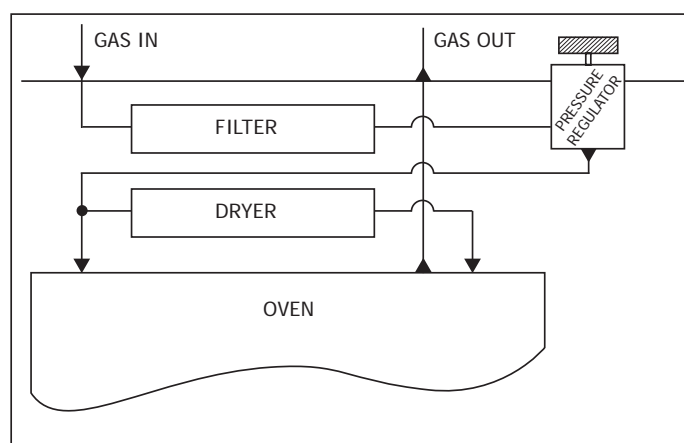 GAS IN
GAS OUT
PRESSURE
REGULATOR
FILTER
DRYER
OVEN